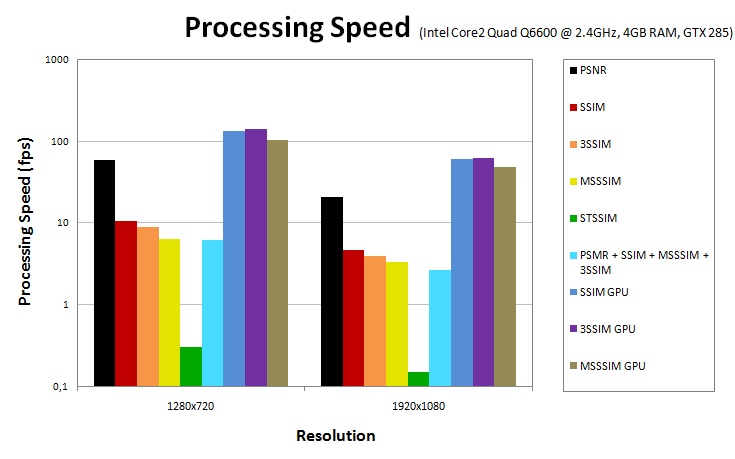 Processing Speed (Intel Core2 Quad Q6600 @ 2.4GHz, 4GB RAM, GTX 285)
Processing Speed (fps)
1000
100
10
1
0,1
1280x720
1920x1080
Resolution
PSNR
SSIM
3SSIM
MSSSIM
STSSIM
PSMR + SSIM + MSSSIM +
3SSIM
SSIM GPU
3SSIM GPU
MSSSIM GPU